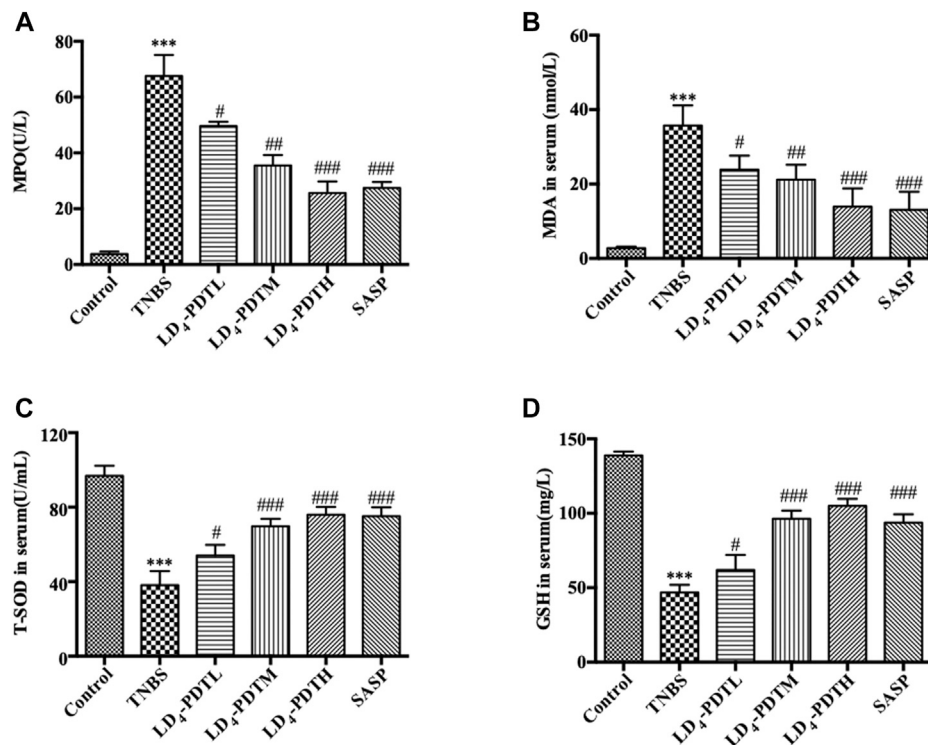 A
MPO(U/L)
80
60
40
20
0
***
#
##
###
###
Control
TNBS
LD4-PDTL
LD4-PDTM
LD4-PDTH
SASP
B
MDA in serum (nmol/L)
60
40
20
0
***
#
##
###
###
Control
TNBS
LD4-PDTL
LD4-PDTM
LD4-PDTH
SASP
C
T-SOD in serum(U/mL)
120
80
40
0
***
#
###
###
###
Control
TNBS
LD4-PDTL
LD4-PDTM
LD4-PDTH
SASP
D
GSH in serum(mg/L)
150
100
50
0
***
#
###
###
###
Control
TNBS
LD4-PDTL
LD4-PDTM
LD4-PDTH
SASP